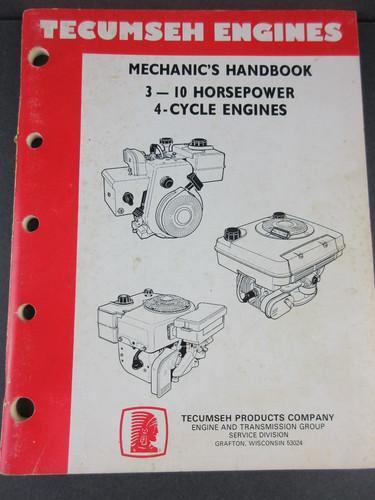 TECUMSEH ENGINES
MECHANIC'S HANDBOOK
3 — 10 HORSEPOWER
4-CYCLE ENGINES
TECUMSEH PRODUCTS COMPANY
ENGINE AND TRANSMISSION GROUP
SERVICE DIVISION
GRAFTON, WISCONSIN 53024